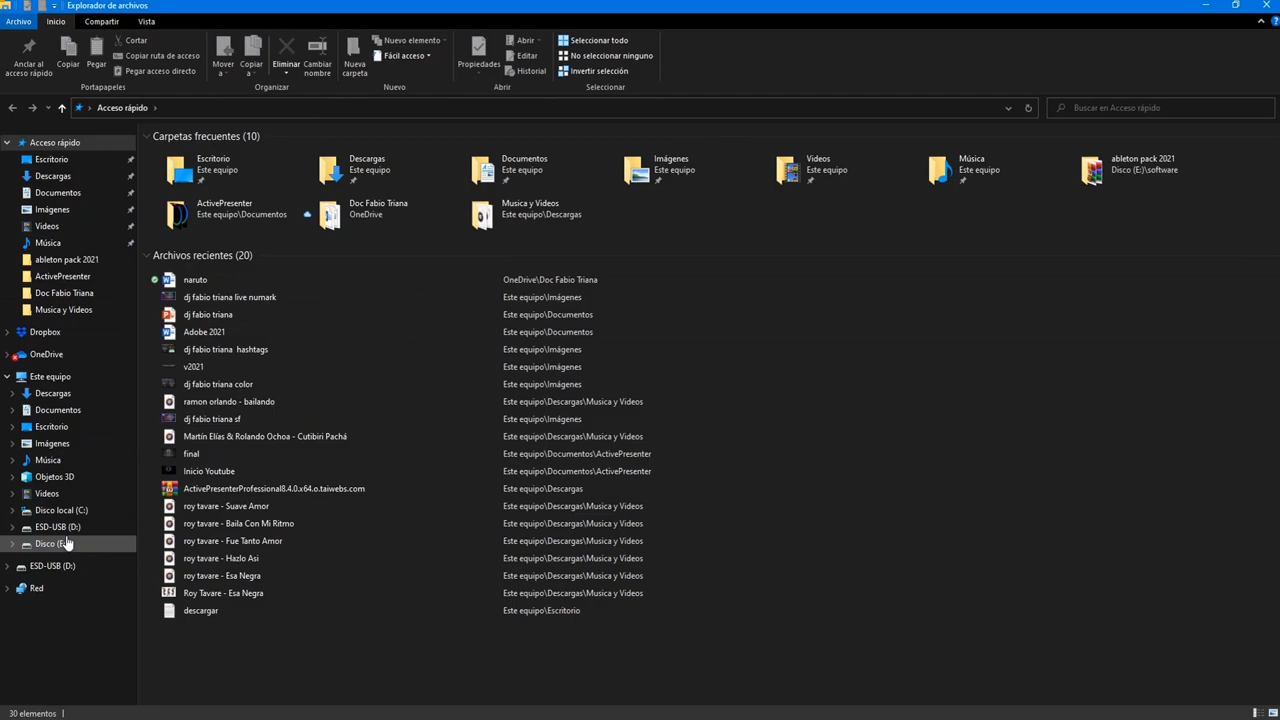 Explorador de archivos
Archivo
Inicio
Compartir
Vista
Anclar al
acceso rápido
Copiar
Pegar
Cortar
Copiar ruta de acceso
Pegar acceso directo
Portapapeles
Mover
a
Copiar
a
Eliminar
Cambiar
nombre
Organizar
Nueva
carpeta
Nuevo elemento
Fácil acceso
Nuevo
Propiedades
Abrir
Editar
Historial
Abrir
Seleccionar todo
No seleccionar ninguno
Invertir selección
Seleccionar
Acceso rápido
Buscar en Acceso rápido
Acceso rápido
Escritorio
Descargas
Documentos
Imágenes
Videos
Música
ableton pack 2021
ActivePresenter
Doc Fabio Triana
Musica y Videos
Dropbox
OneDrive
Este equipo
Descargas
Documentos
Escritorio
Imágenes
Música
Objetos 3D
Videos
Disco local (C:)
ESD-USB (D:)
Disco
ESD-USB (D:)
Red
Carpetas frecuentes (10)
Escritorio
Este equipo
Descargas
Este equipo
Documentos
Este equipo
Imágenes
Este equipo
Videos
Este equipo
Música
Este equipo
ableton pack 2021
Disco (E:)\software
ActivePresenter
Este equipo\Documentos
Doc Fabio Triana
OneDrive
Musica y Videos
Este equipo\Descargas
Archivos recientes (20)
naruto OneDrive\Doc Fabio Triana
dj fabio triana live numark Este equipo\Imágenes
dj fabio triana Este equipo\Documentos
Adobe 2021 Este equipo\Documentos
dj fabio triana hashtags Este equipo\Imágenes
v2021 Este equipo\Imágenes
dj fabio triana color Este equipo\Imágenes
ramon orlando - bailando Este equipo\Descargas\Musica y Videos
dj fabio triana sf Este equipo\Imágenes
Martín Elías & Rolando Ochoa - Cutibiri Pachá Este equipo\Descargas\Musica y Videos
final Este equipo\Documentos\ActivePresenter
Inicio Youtube Este equipo\Documentos\ActivePresenter
ActivePresenterProfessional8.4.0.x64.o.taiwebs.com Este equipo\Descargas
roy tavare - Suave Amor Este equipo\Descargas\Musica y Videos
roy tavare - Baila Con Mi Ritmo Este equipo\Descargas\Musica y Videos
roy tavare - Fue Tanto Amor Este equipo\Descargas\Musica y Videos
roy tavare - Hazlo Asi Este equipo\Descargas\Musica y Videos
roy tavare - Esa Negra Este equipo\Descargas\Musica y Videos
Roy Tavare - Esa Negra Este equipo\Descargas\Musica y Videos
descargar Este equipo\Escritorio
30 elementos